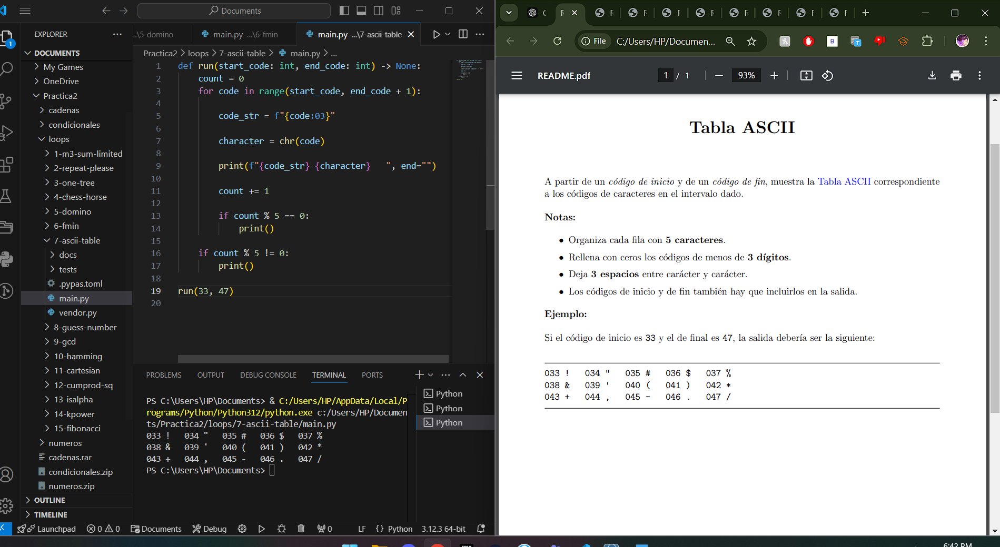 Documents
EXPLORER
DOCUMENTS
My Games
OneDrive
Practica2
cadenas
condicionales
loops
1-m3-sum-limited
2-repeat-please
3-one-tree
4-chess-horse
5-domino
6-fmin
7-ascii-table
docs
tests
.pypas.toml
main.py
vendor.py
8-guess-number
9-gcd
10-hamming
11-cartesian
12-cumprod-sq
13-isalpha
14-kpower
15-fibonacci
numeros
cadenas.rar
condicionales.zip
numeros.zip
OUTLINE
TIMELINE
1
..\5-domino
main.py ...\6-fmin
main.py ...\7-ascii-table
Practica2 > loops > 7-ascii-table > main.py > ...
1 def run(start_code: int, end_code: int) -> None:
2 count = 0
3 for code in range(start_code, end_code + 1):
4
5 code_str = f"{code:03}"
6
7 character = chr(code)
8
9 print(f"{code_str} {character}   ", end="")
10
11 count += 1
12
13 if count % 5 == 0:
14 print()
15
16 if count % 5 != 0:
17 print()
18
19 run(33, 47)
20
PROBLEMS OUTPUT DEBUG CONSOLE TERMINAL PORTS
PS C:\Users\HP\Documents> & C:/Users/HP/AppData/Local/P
rograms/Python/Python312/python.exe c:/Users/HP/Documen
ts/Practica2/loops/7-ascii-table/main.py
033 !   034 "   035 #   036 $   037 %
038 &   039 '   040 (   041 )   042 *
043 +   044 ,   045 -   046 .   047 /
PS C:\Users\HP\Documents>
Python
Python
Python
Launchpad 0 0 Documents Debug 0 LF {} Python 3.12.3 64-bit
File C:/Users/HP/Documen...
README.pdf
1 / 1
93%
Tabla ASCII
A partir de un código de inicio y de un código de fin, muestra la Tabla ASCII correspondiente
a los códigos de caracteres en el intervalo dado.
Notas:
• Organiza cada fila con 5 caracteres.
• Rellena con ceros los códigos de menos de 3 dígitos.
• Deja 3 espacios entre carácter y carácter.
• Los códigos de inicio y de fin también hay que incluirlos en la salida.
Ejemplo:
Si el código de inicio es 33 y el de final es 47, la salida debería ser la siguiente:
033 !   034 "   035 #   036 $   037 %
038 &   039 '   040 (   041 )   042 *
043 +   044 ,   045 -   046 .   047 /
6:42 PM